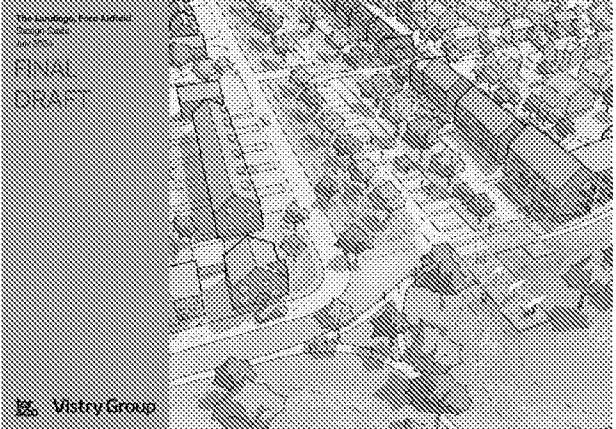 The Landings, Ford Airfield
Design Code
FINAL
DRAFT
Vistry Group